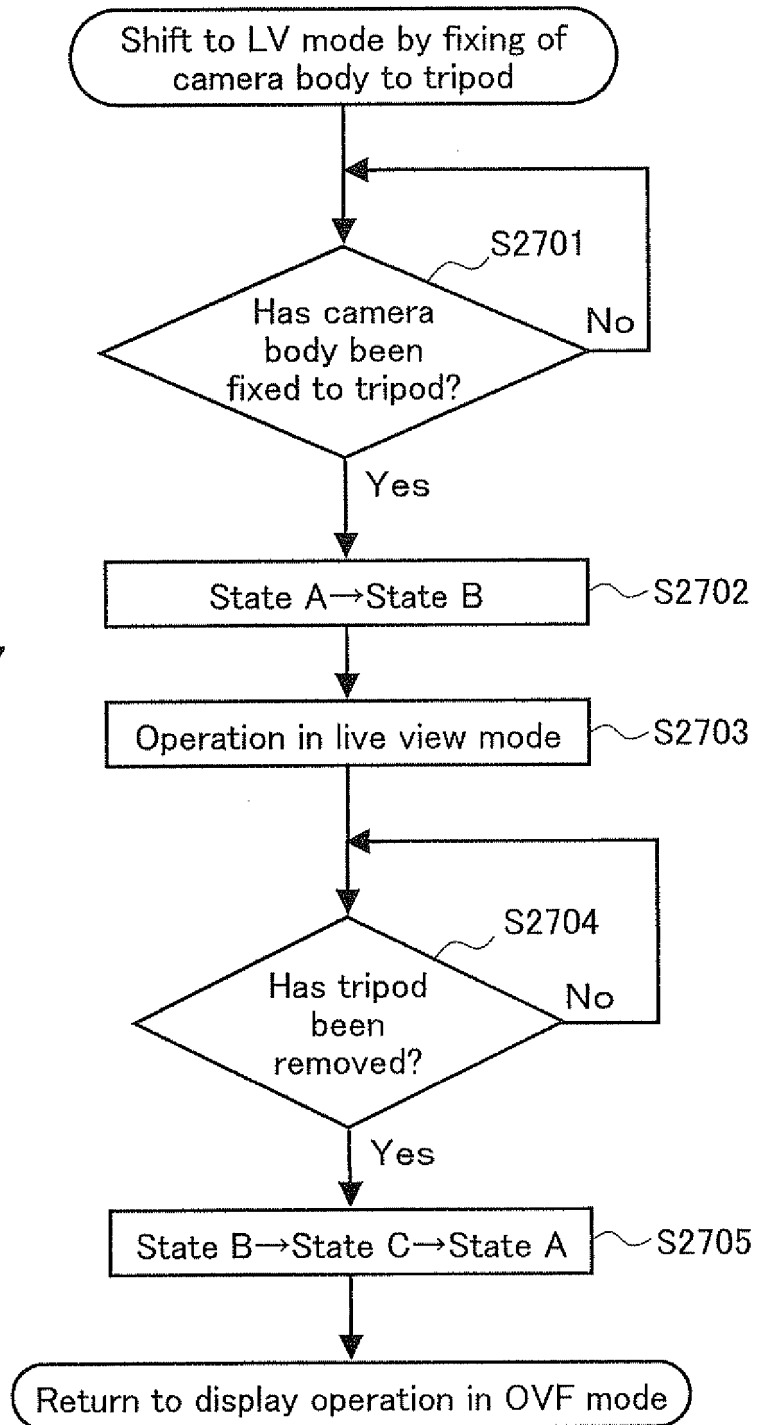 Shift to LV mode by fixing of
camera body to tripod
S2701
Has camera
body been
fixed to tripod?
No
Yes
State A→State B
S2702
Operation in live view mode
S2703
S2704
Has tripod
been
removed?
No
Yes
State B→State C→State A
S2705
Return to display operation in OVF mode